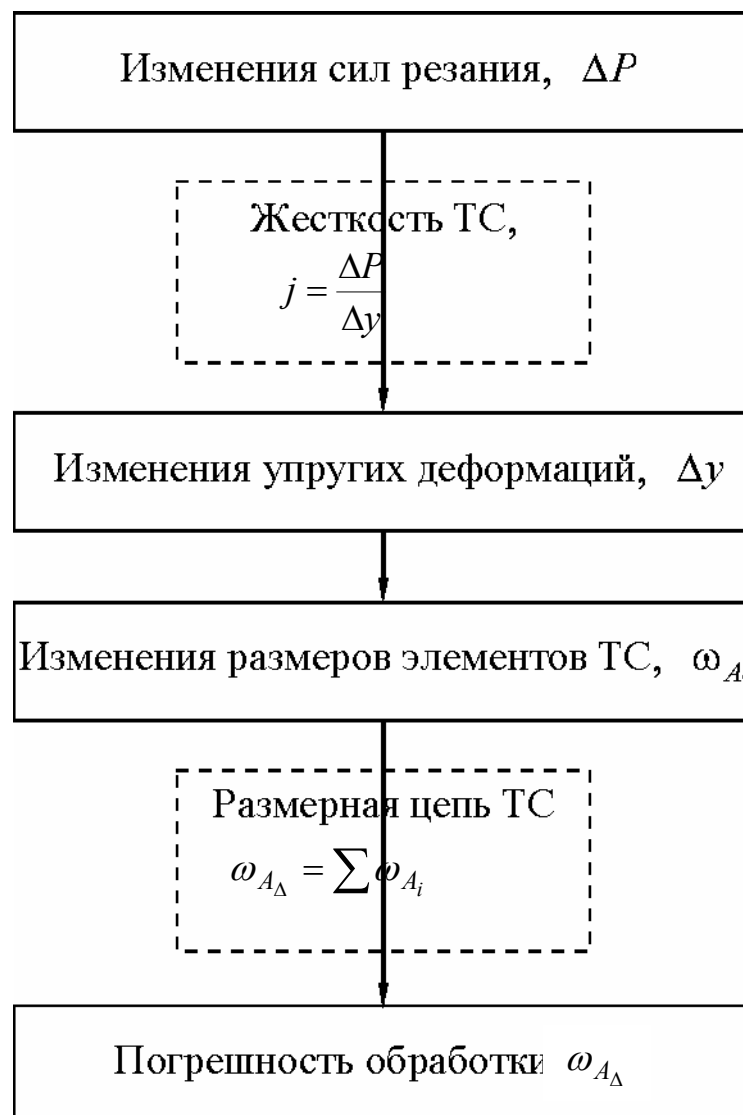 Изменения сил резания, ΔP
Жесткость ТС,
j = ΔP / Δy
Изменения упругих деформаций, Δy
Изменения размеров элементов ТС, ω_A
Размерная цепь ТС
ω_{A_Δ} = ∑ ω_{A_i}
Погрешность обработки ω_{A_Δ}